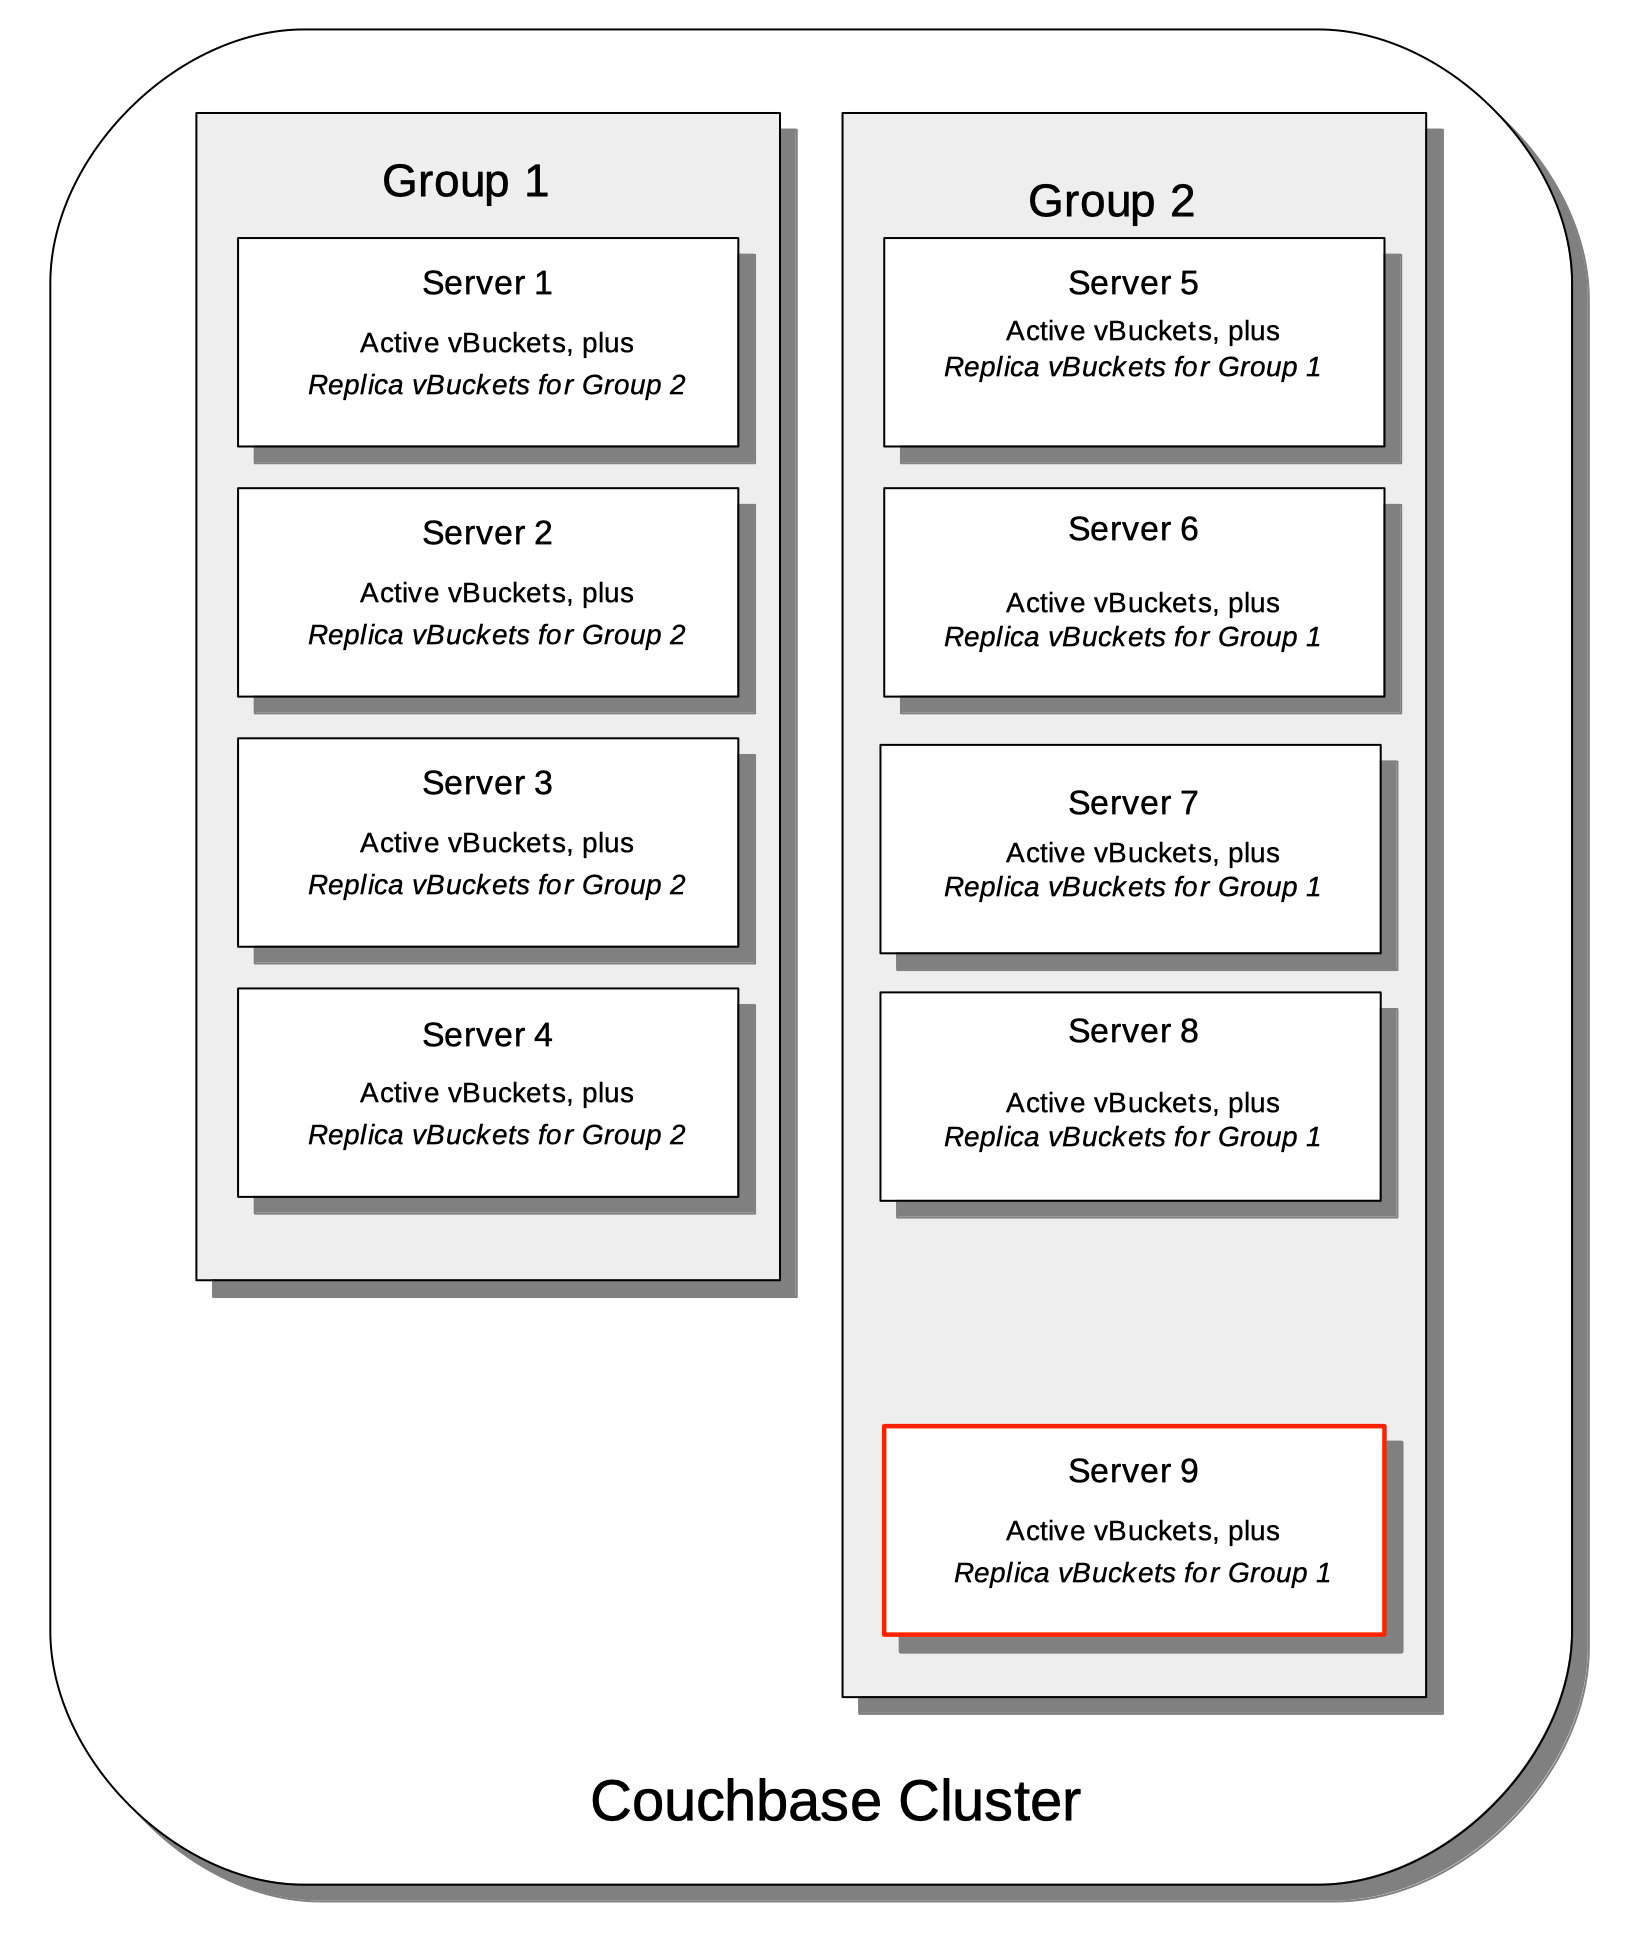 Group 1
Server 1
Active vBuckets, plus
Replica vBuckets for Group 2
Server 2
Active vBuckets, plus
Replica vBuckets for Group 2
Server 3
Active vBuckets, plus
Replica vBuckets for Group 2
Server 4
Active vBuckets, plus
Replica vBuckets for Group 2
Group 2
Server 5
Active vBuckets, plus
Replica vBuckets for Group 1
Server 6
Active vBuckets, plus
Replica vBuckets for Group 1
Server 7
Active vBuckets, plus
Replica vBuckets for Group 1
Server 8
Active vBuckets, plus
Replica vBuckets for Group 1
Server 9
Active vBuckets, plus
Replica vBuckets for Group 1
Couchbase Cluster